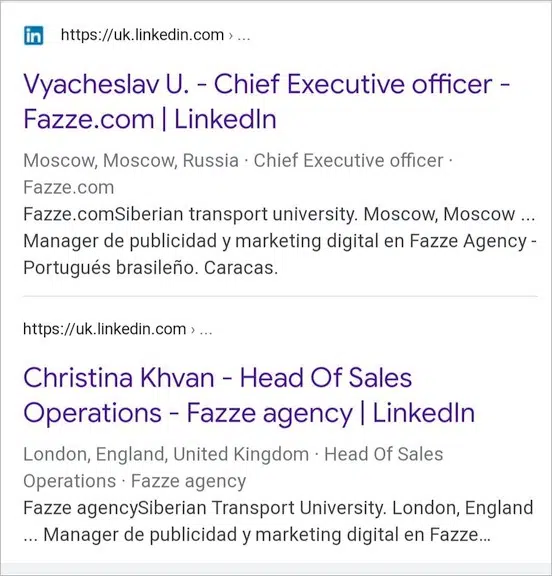 in https://uk.linkedin.com › ...
Vyacheslav U. - Chief Executive officer -
Fazze.com | LinkedIn
Moscow, Moscow, Russia · Chief Executive officer ·
Fazze.com
Fazze.comSiberian transport university. Moscow, Moscow ...
Manager de publicidad y marketing digital en Fazze Agency -
Portugués brasileño. Caracas.
https://uk.linkedin.com › ...
Christina Khvan - Head Of Sales
Operations - Fazze agency | LinkedIn
London, England, United Kingdom · Head Of Sales
Operations · Fazze agency
Fazze agencySiberian Transport University. London, England
... Manager de publicidad y marketing digital en Fazze...